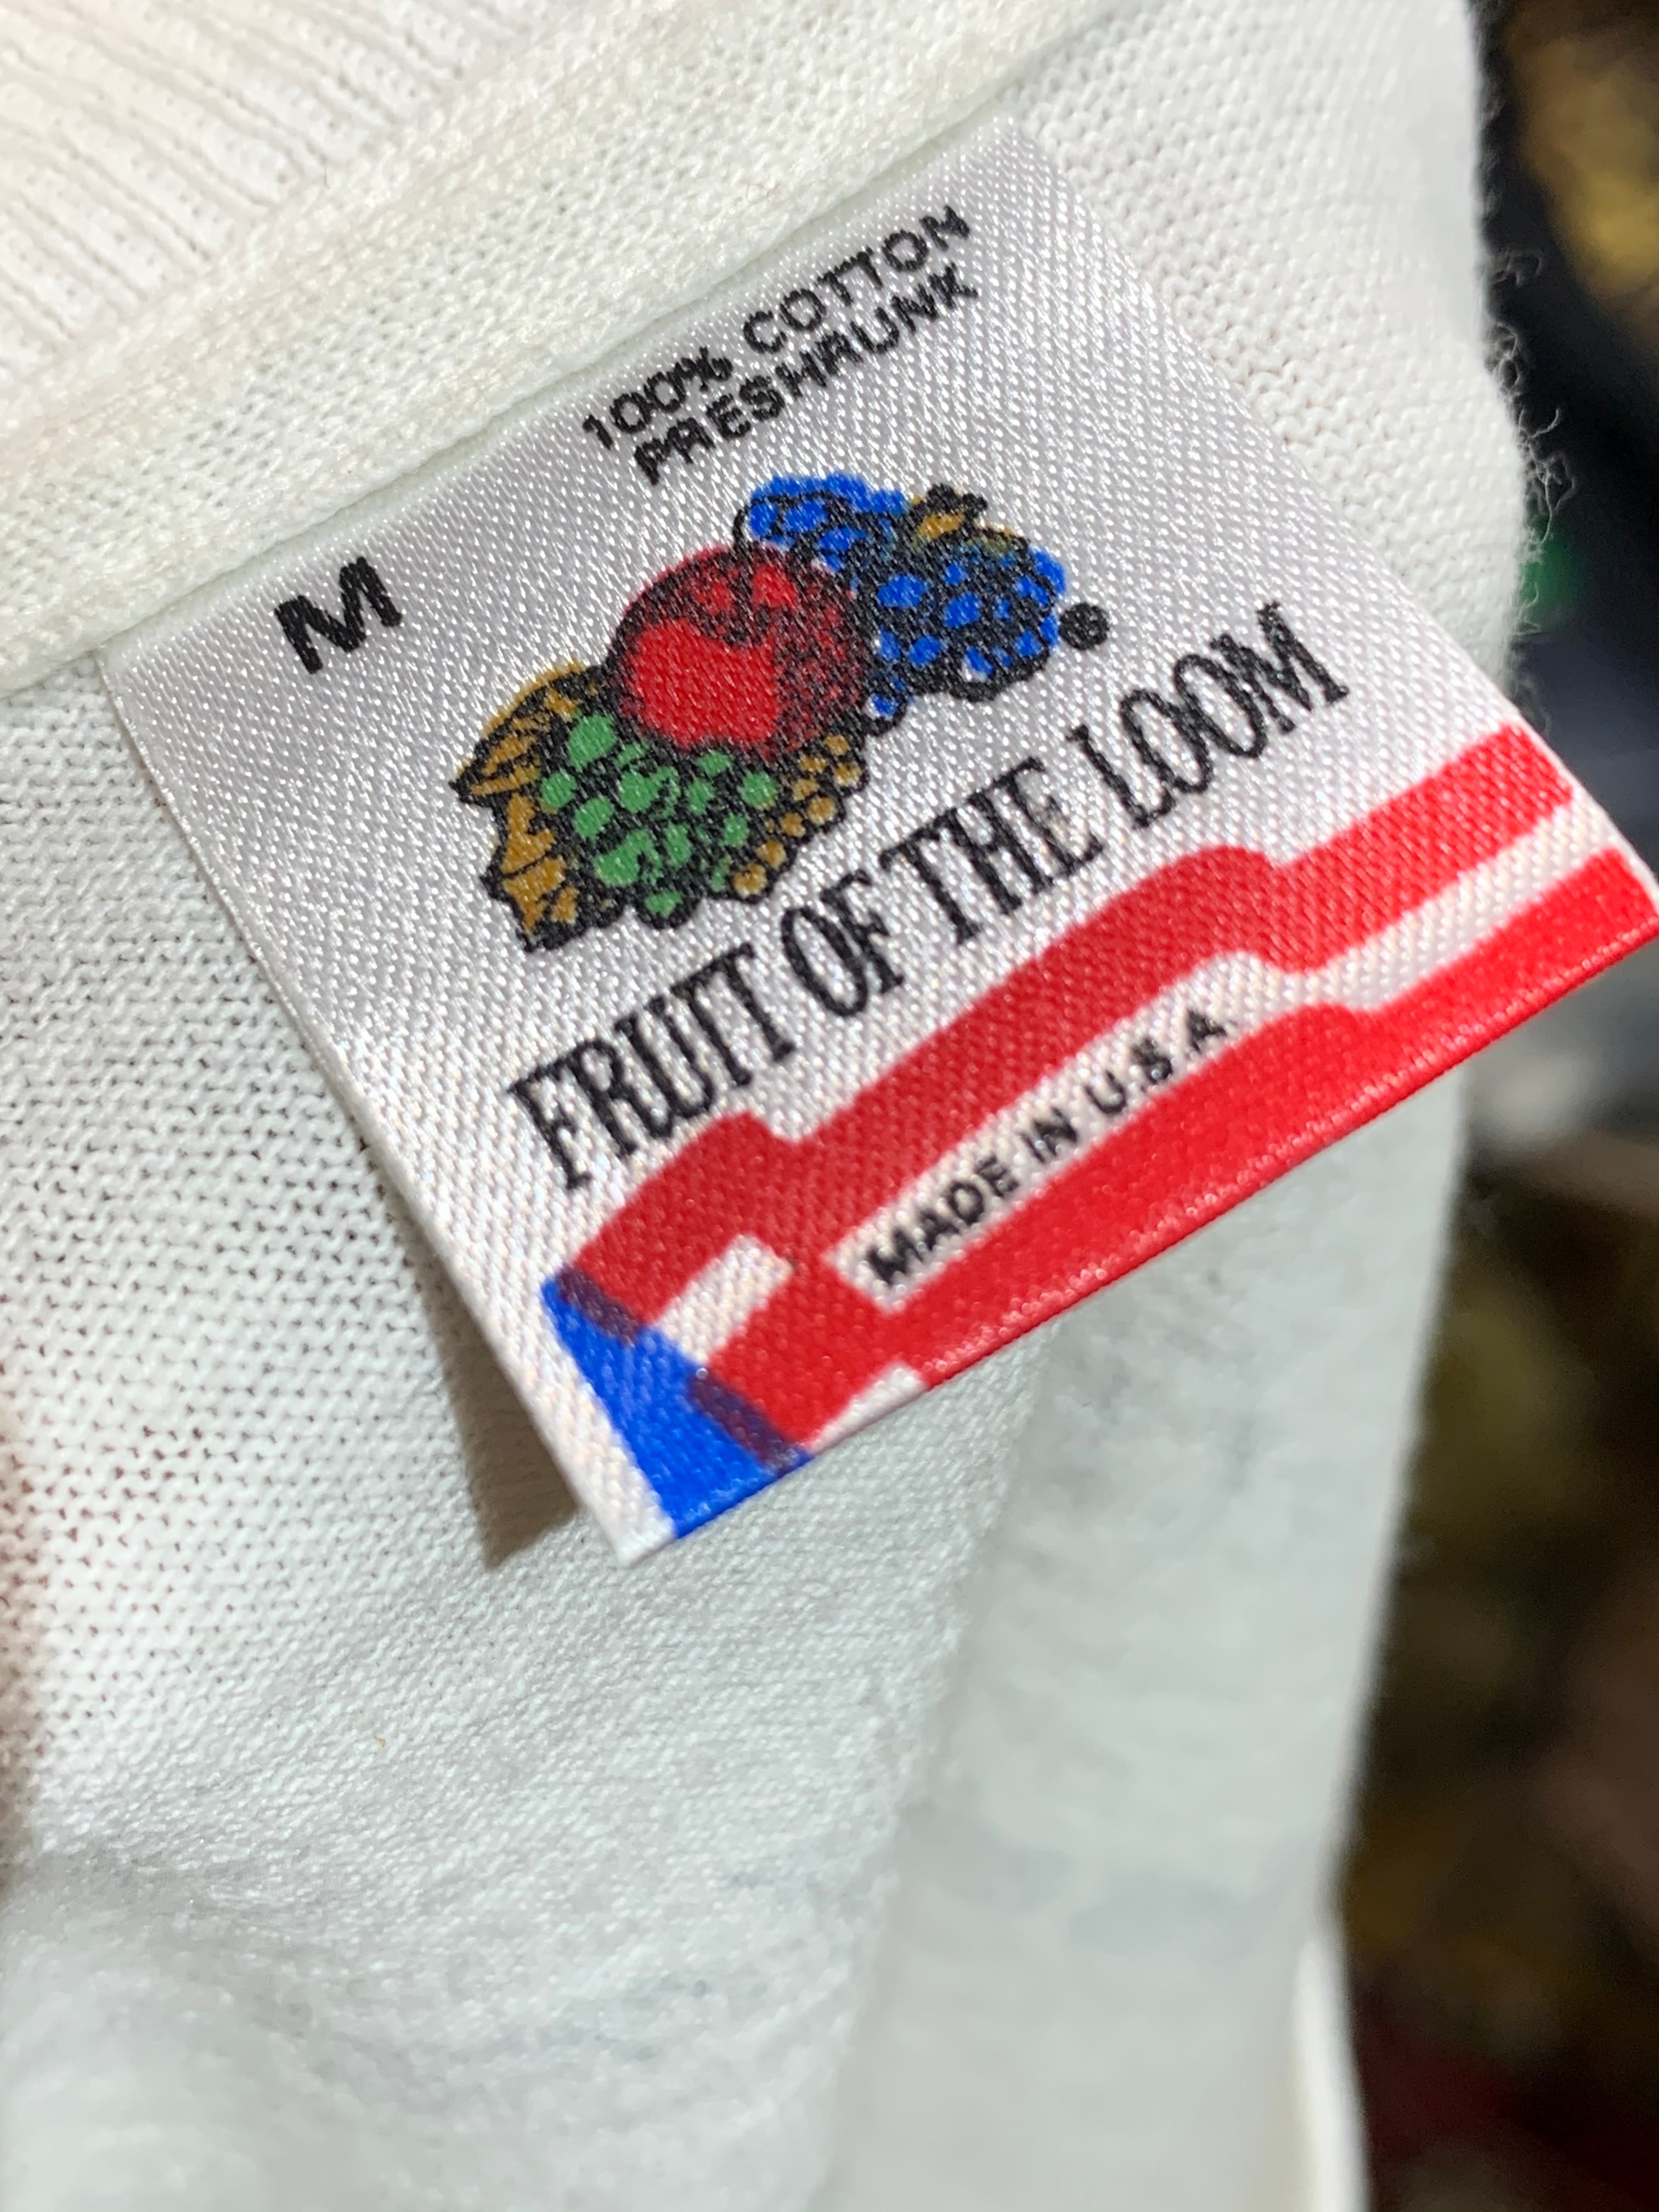 100% COTTON
PRESHRUNK
M
FRUIT OF THE LOOM
MADE IN U.S.A.